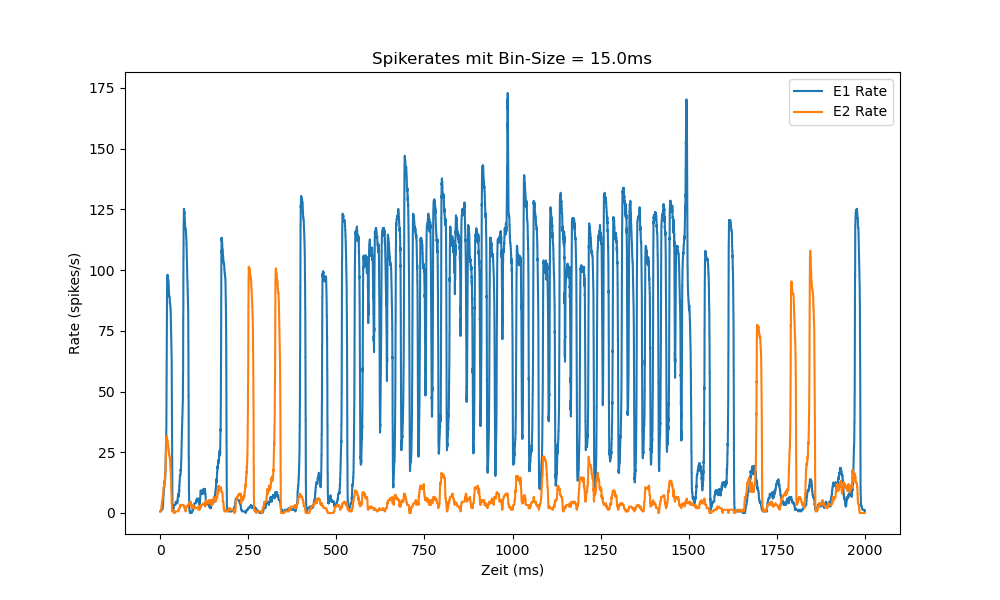 Spikerates mit Bin-Size = 15.0ms
E1 Rate
E2 Rate
175
150
125
100
75
50
25
0
Rate (spikes/s)
0 250 500 750 1000 1250 1500 1750 2000
Zeit (ms)